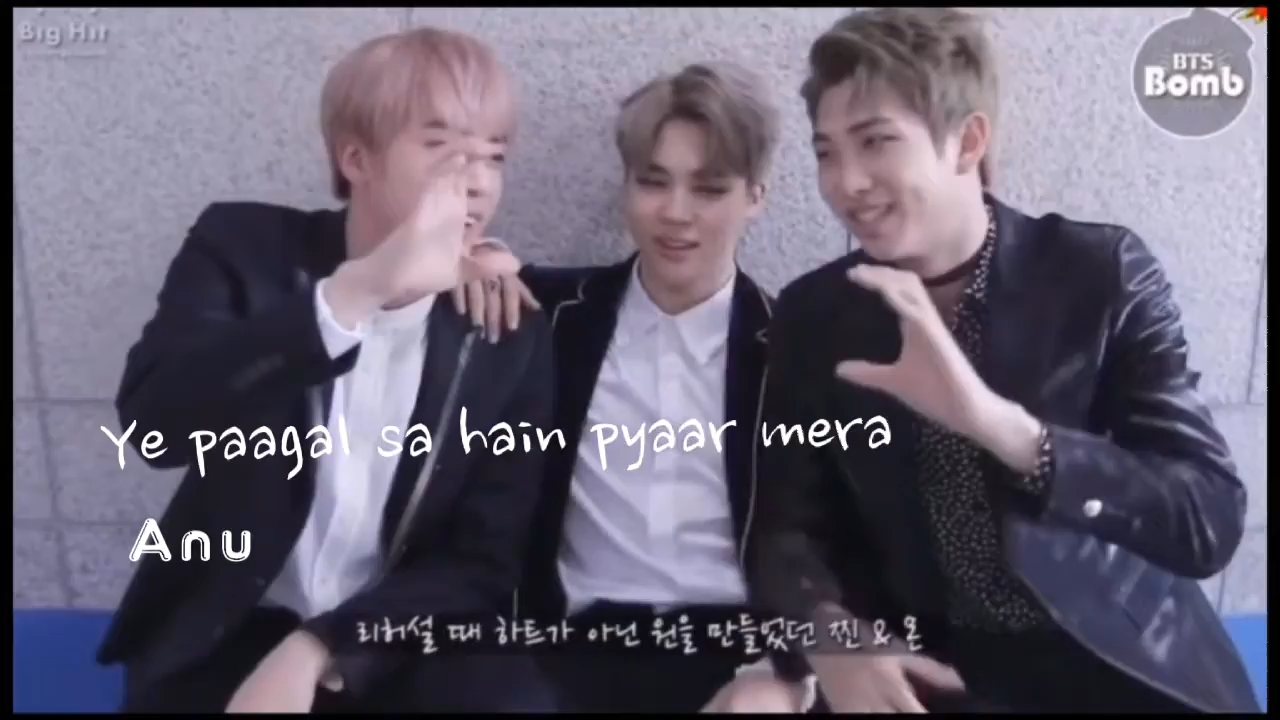 Big Hit
BTS
Bomb
Ye paagal sa hain pyaar mera
Anu
리허설 때 하트가 아닌 원을 만들었던 찐 & 몬